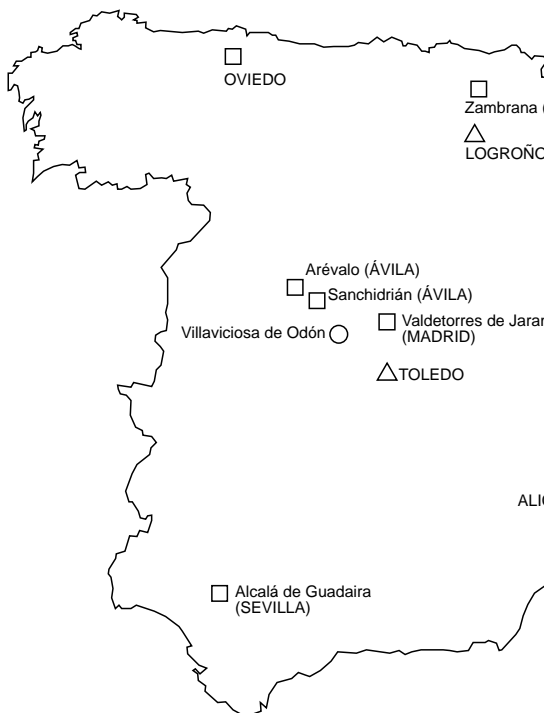 OVIEDO
Zambrana (
LOGROÑO
Arévalo (ÁVILA)
Sanchidrián (ÁVILA)
Villaviciosa de Odón
Valdetorres de Jarar
(MADRID)
TOLEDO
ALIC
Alcalá de Guadaira
(SEVILLA)